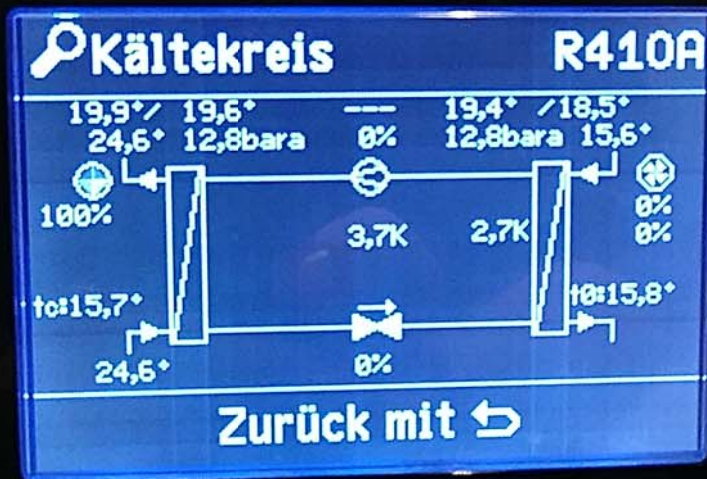 Kältekreis R410A
19,9°/ 19,6° --- 19,4° /18,5°
24,6° 12,8bara 0% 12,8bara 15,6°
100% 0%
3,7K 2,7K 0%
tc:15,7° t0:15,8°
24,6° 0%
Zurück mit